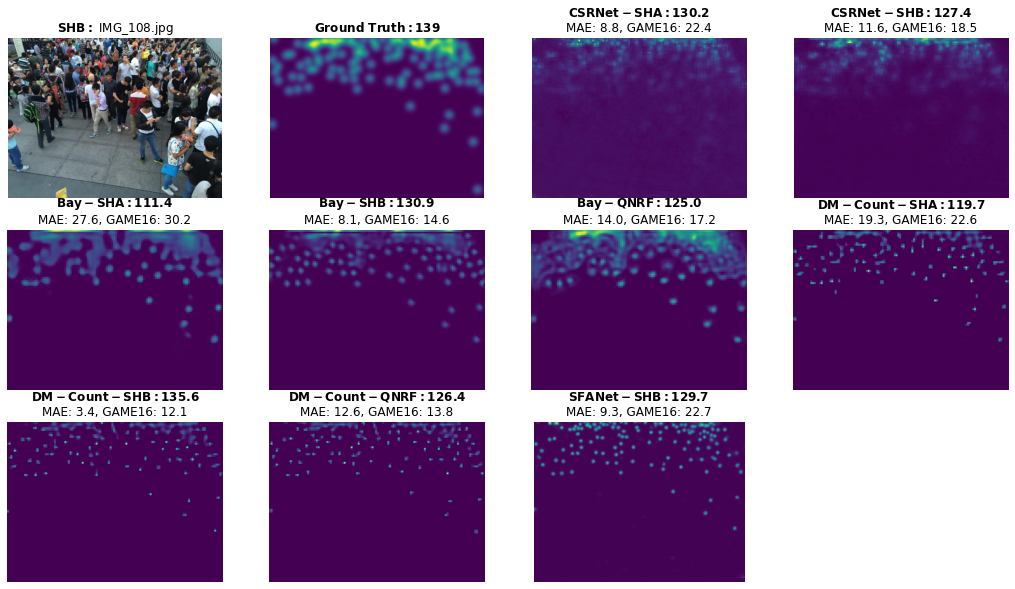 SHB: IMG_108.jpg
Ground Truth: 139
CSRNet − SHA: 130.2
MAE: 8.8, GAME16: 22.4
CSRNet − SHB: 127.4
MAE: 11.6, GAME16: 18.5
Bay − SHA: 111.4
MAE: 27.6, GAME16: 30.2
Bay − SHB: 130.9
MAE: 8.1, GAME16: 14.6
Bay − QNRF: 125.0
MAE: 14.0, GAME16: 17.2
DM − Count − SHA: 119.7
MAE: 19.3, GAME16: 22.6
DM − Count − SHB: 135.6
MAE: 3.4, GAME16: 12.1
DM − Count − QNRF: 126.4
MAE: 12.6, GAME16: 13.8
SFANet − SHB: 129.7
MAE: 9.3, GAME16: 22.7